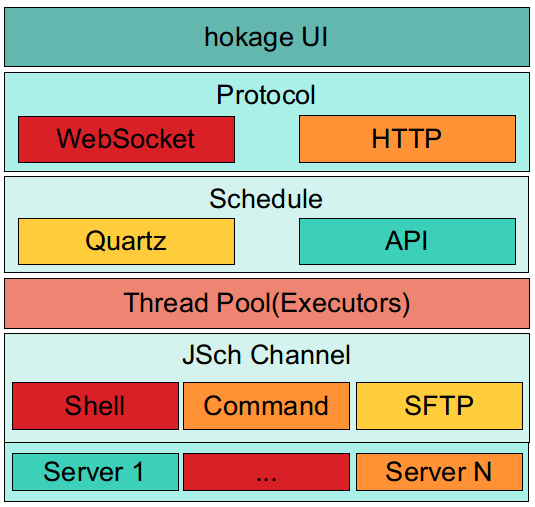 hokage UI
Protocol
WebSocket HTTP
Schedule
Quartz API
Thread Pool(Executors)
JSch Channel
Shell Command SFTP
Server 1 ... Server N